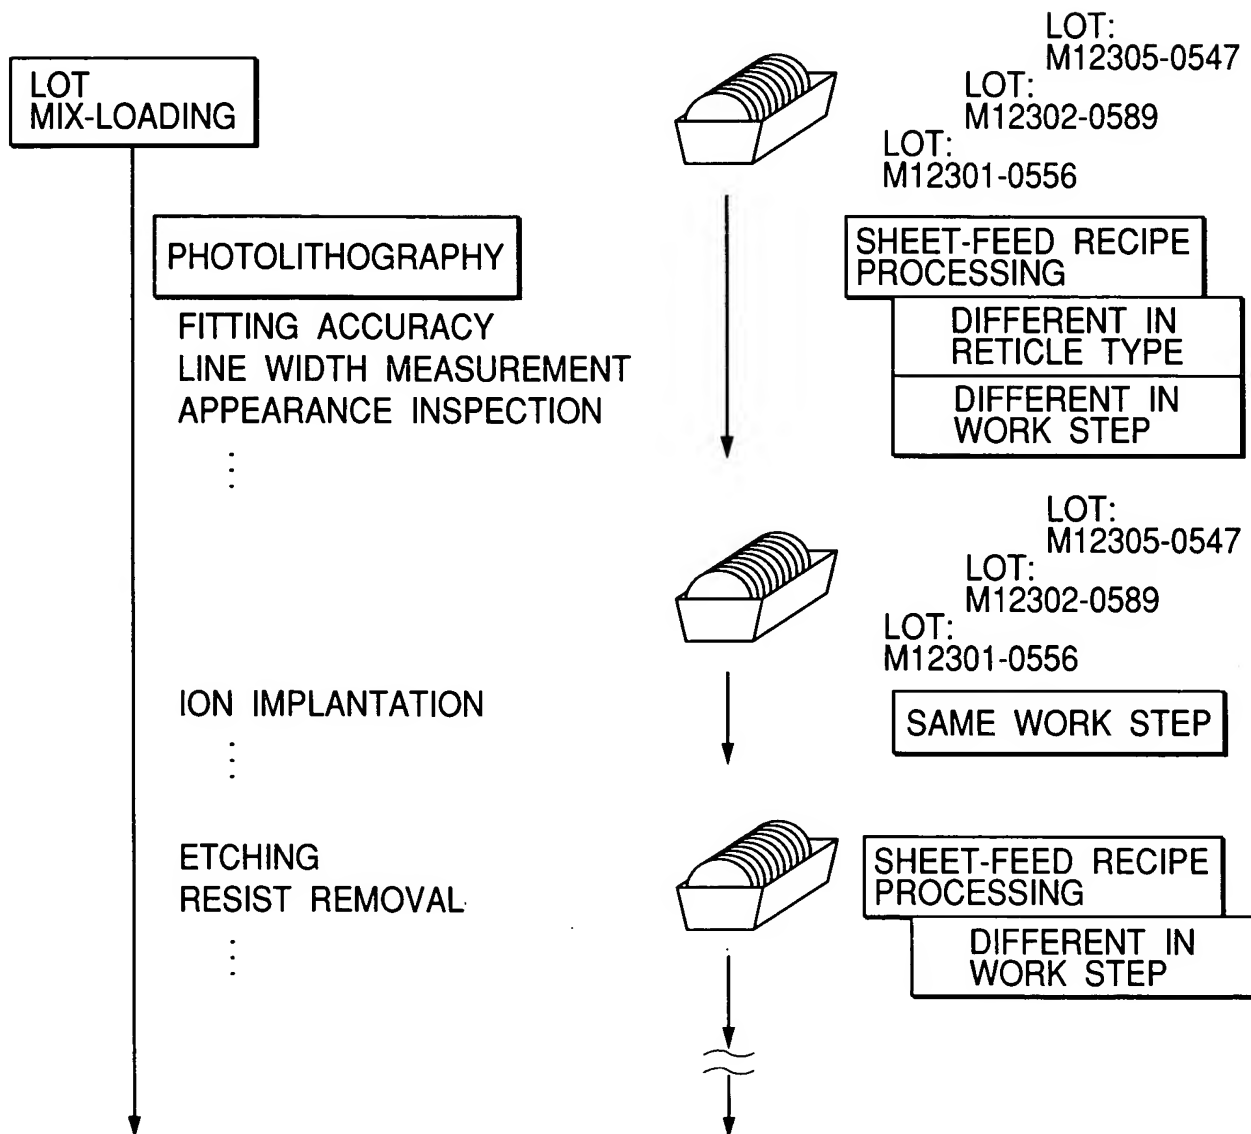 LOT
MIX-LOADING
LOT:
M12305-0547
LOT:
M12302-0589
LOT:
M12301-0556
PHOTOLITHOGRAPHY
FITTING ACCURACY
LINE WIDTH MEASUREMENT
APPEARANCE INSPECTION
SHEET-FEED RECIPE
PROCESSING
DIFFERENT IN
RETICLE TYPE
DIFFERENT IN
WORK STEP
LOT:
M12305-0547
LOT:
M12302-0589
LOT:
M12301-0556
ION IMPLANTATION
SAME WORK STEP
ETCHING
RESIST REMOVAL
SHEET-FEED RECIPE
PROCESSING
DIFFERENT IN
WORK STEP